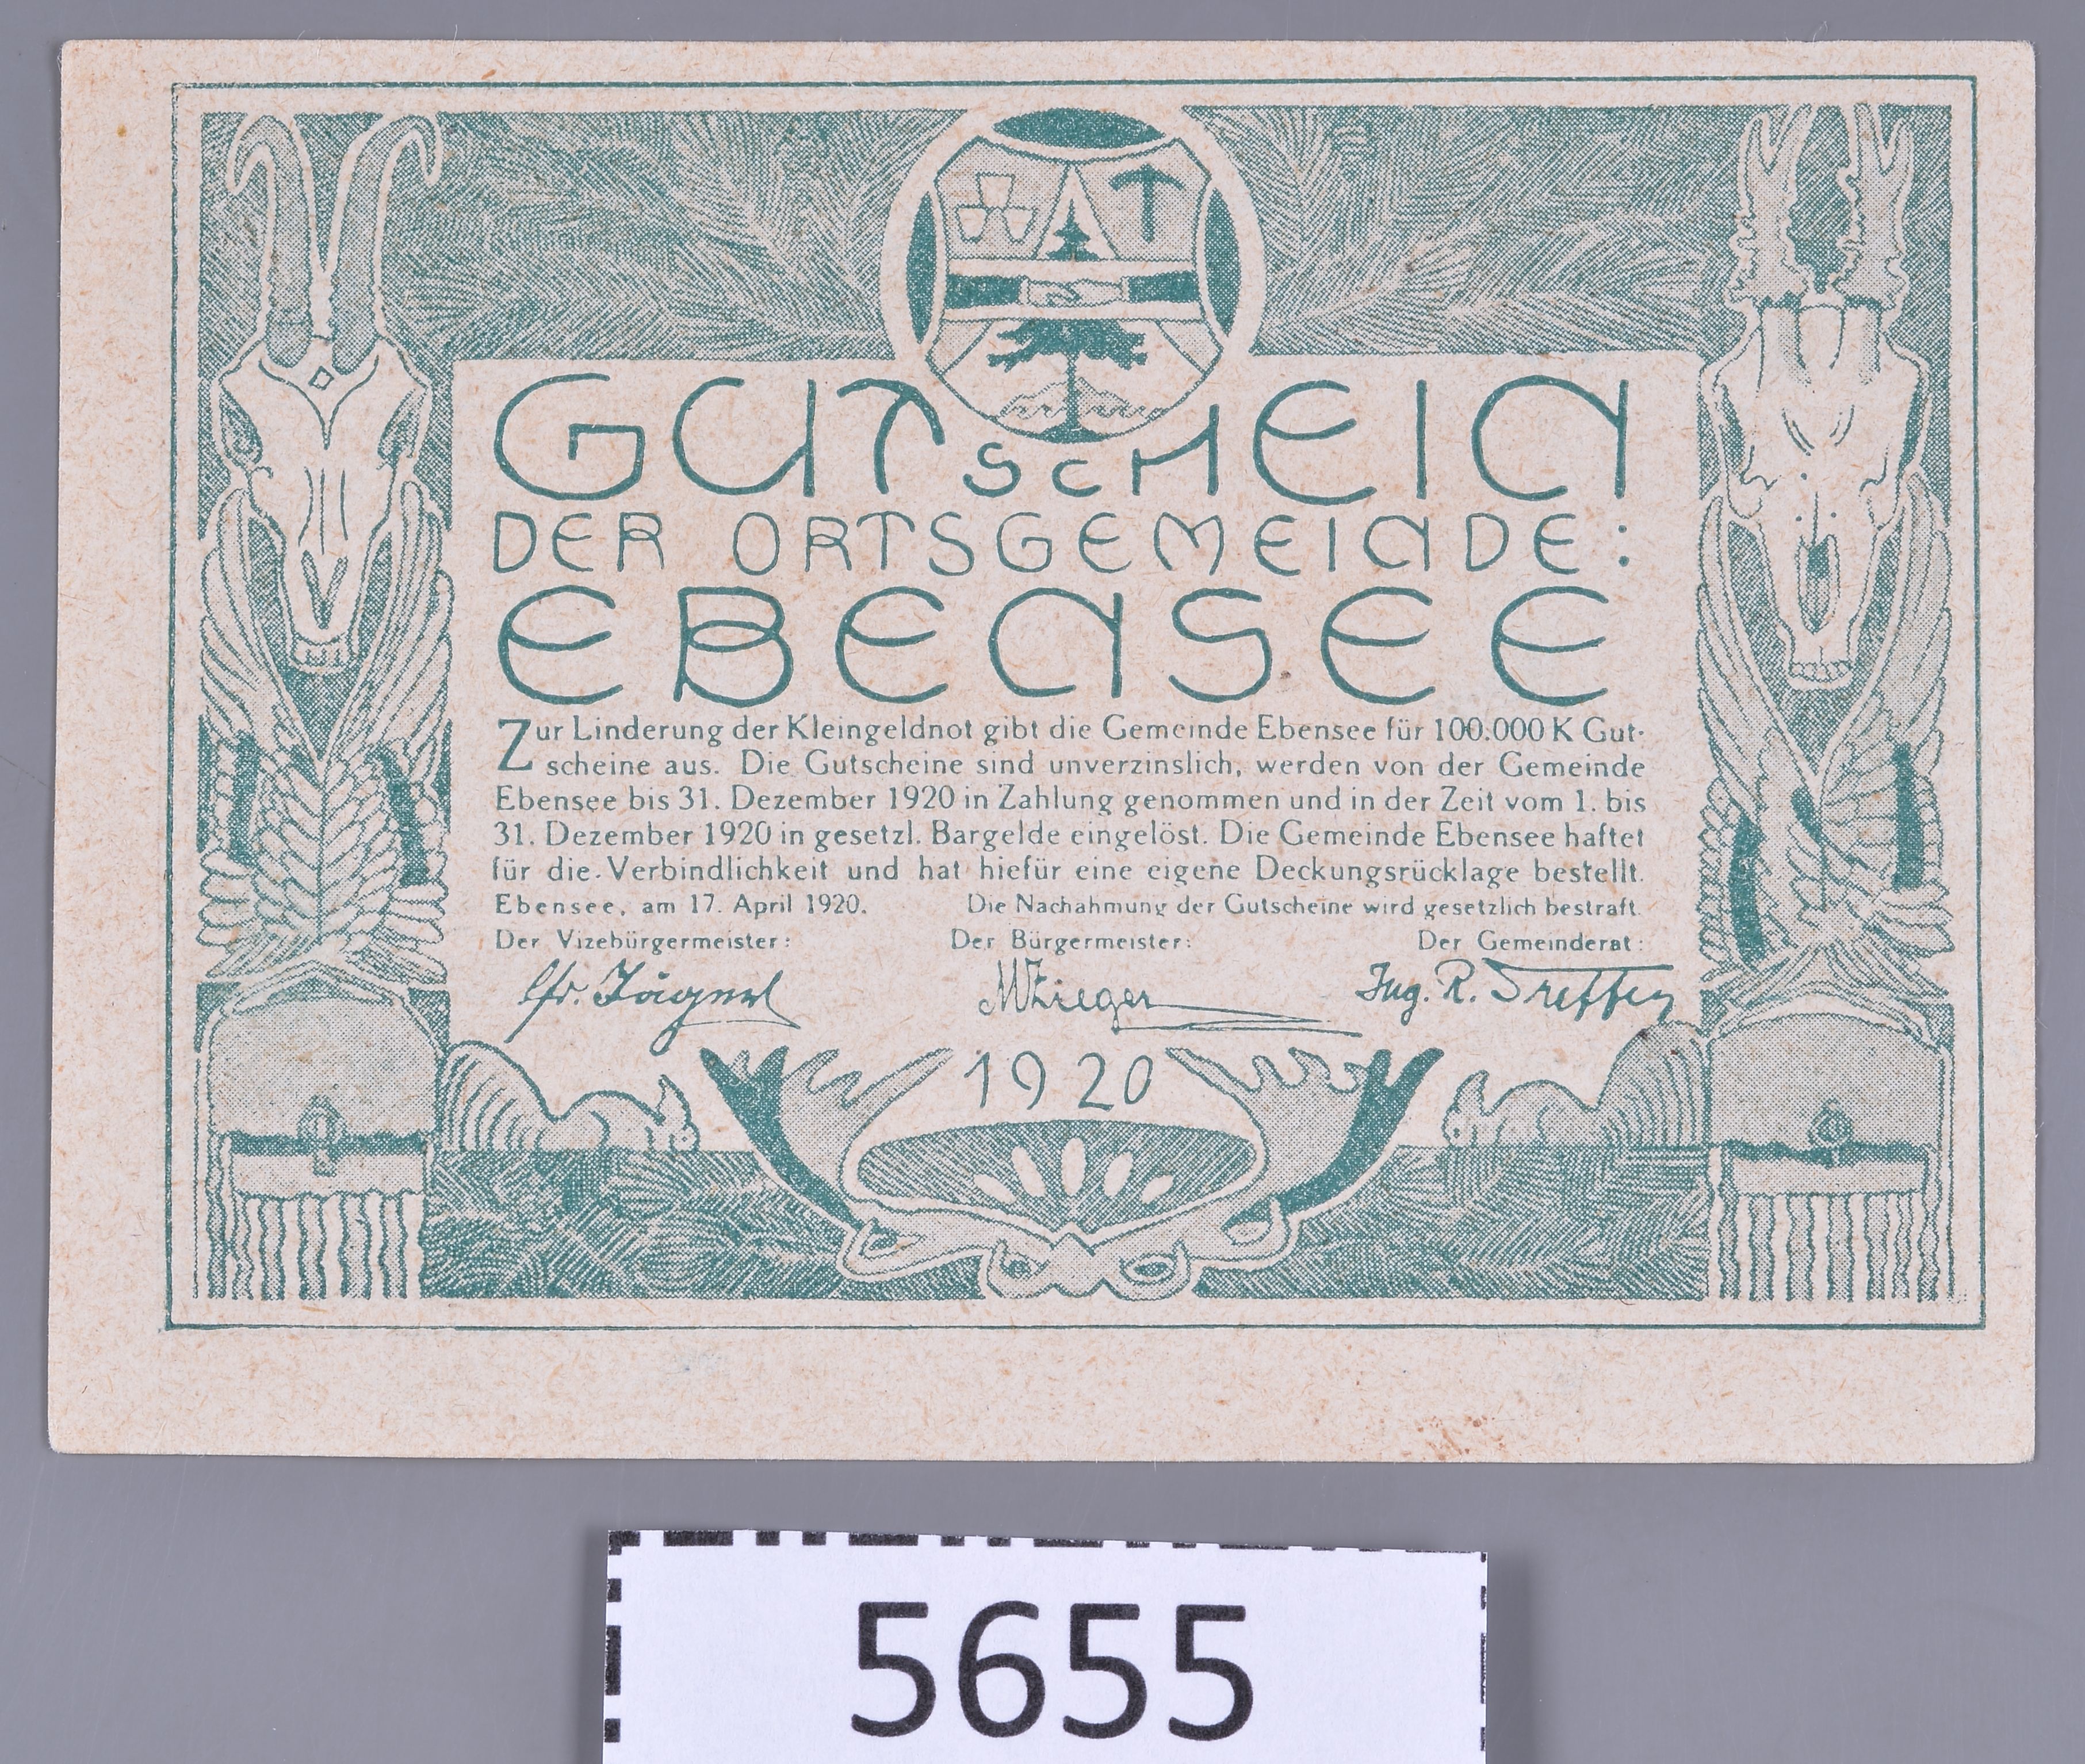 GUTSCHEIN
DER ORTSGEMEINDE:
EBENSEE
Zur Linderung der Kleingeldnot gibt die Gemeinde Ebensee für 100.000 K Gut-
scheine aus. Die Gutscheine sind unverzinslich, werden von der Gemeinde
Ebensee bis 31. Dezember 1920 in Zahlung genommen und in der Zeit vom 1. bis
31. Dezember 1920 in gesetzl. Bargelde eingelöst. Die Gemeinde Ebensee haftet
für die Verbindlichkeit und hat hiefür eine eigene Deckungsrücklage bestellt.
Ebensee, am 17. April 1920. Die Nachahmung der Gutscheine wird gesetzlich bestraft.
Der Vizebürgermeister: Der Bürgermeister: Der Gemeinderat:
Ing. R.
1920
5655